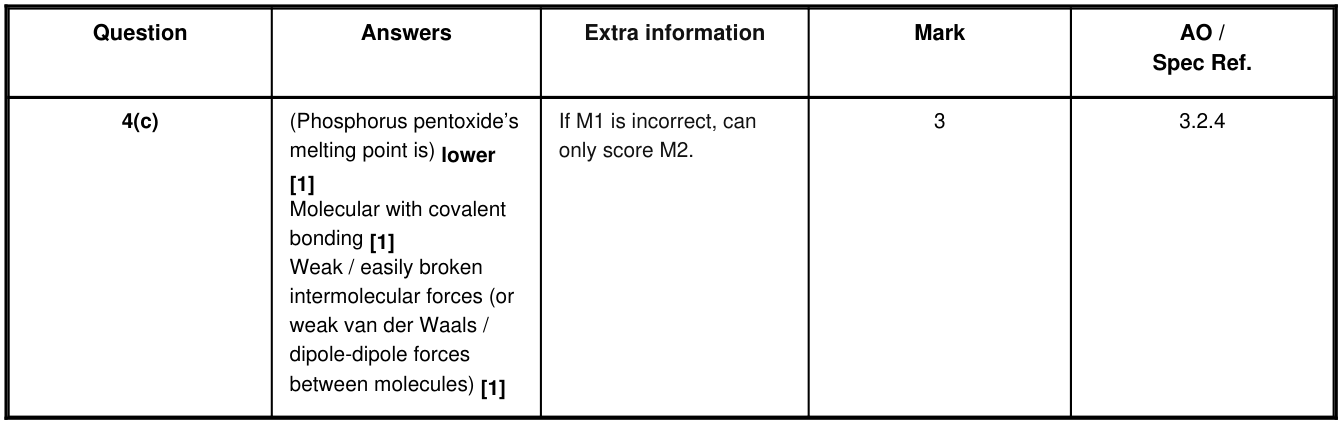 Question
Answers
Extra information
Mark
AO /
Spec Ref.
4(c)
(Phosphorus pentoxide’s
melting point is) lower
[1]
Molecular with covalent
bonding [1]
Weak / easily broken
intermolecular forces (or
weak van der Waals /
dipole-dipole forces
between molecules) [1]
If M1 is incorrect, can
only score M2.
3
3.2.4